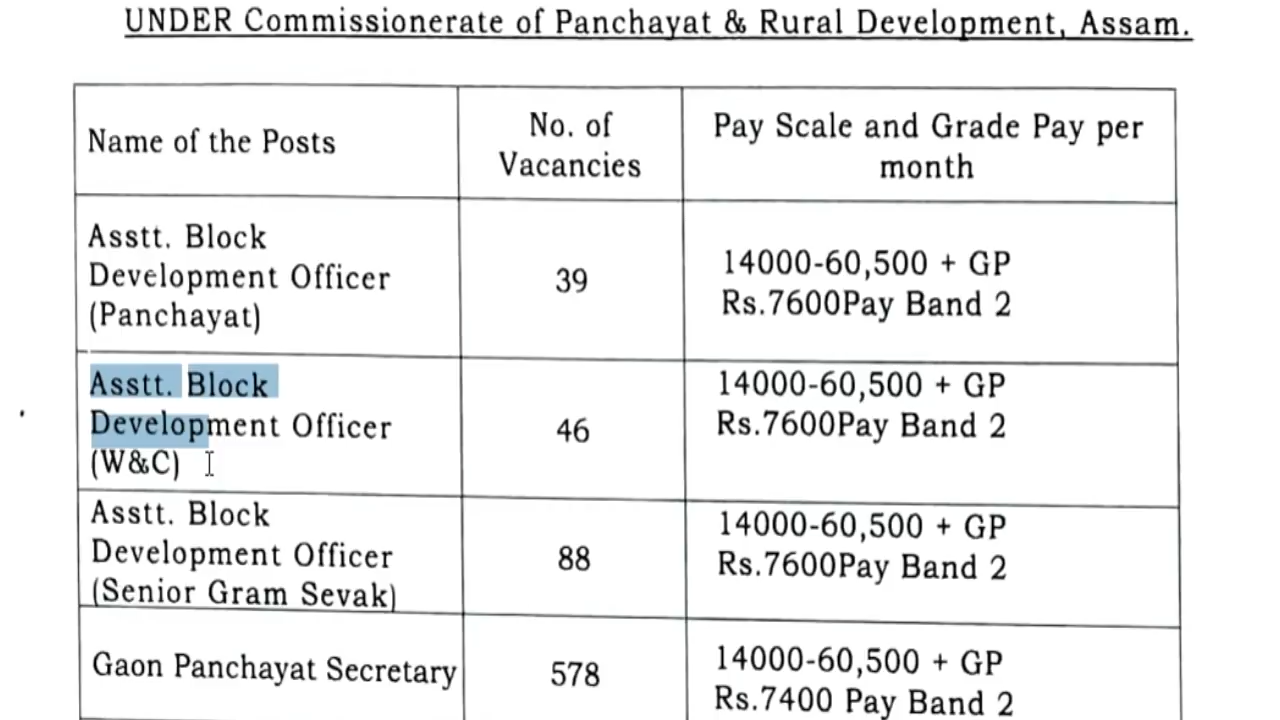 UNDER Commissionerate of Panchayat & Rural Development, Assam.
Name of the Posts
No. of
Vacancies
Pay Scale and Grade Pay per
month
Asstt. Block
Development Officer
(Panchayat)
39
14000-60,500 + GP
Rs.7600Pay Band 2
Asstt. Block
Development Officer
(W&C)
46
14000-60,500 + GP
Rs.7600Pay Band 2
Asstt. Block
Development Officer
(Senior Gram Sevak)
88
14000-60,500 + GP
Rs.7600Pay Band 2
Gaon Panchayat Secretary
578
14000-60,500 + GP
Rs.7400 Pay Band 2